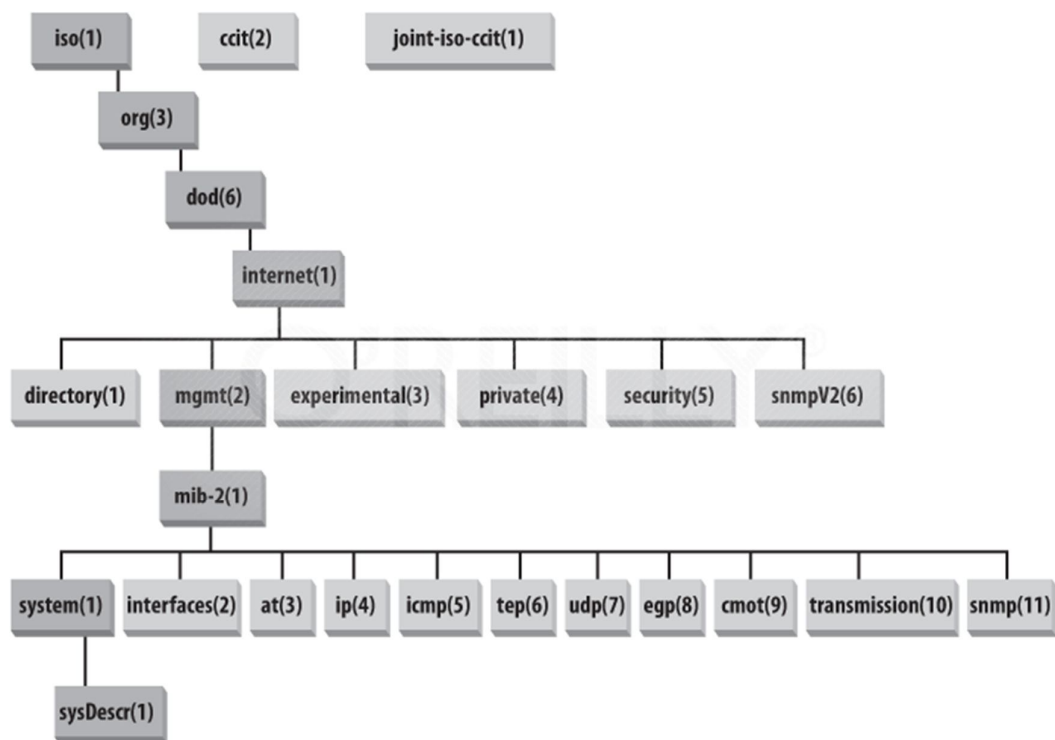 iso(1) ccit(2) joint-iso-ccit(1)
org(3)
dod(6)
internet(1)
O'REILLY®
directory(1) mgmt(2) experimental(3) private(4) security(5) snmpV2(6)
mib-2(1)
system(1) interfaces(2) at(3) ip(4) icmp(5) tep(6) udp(7) egp(8) cmot(9) transmission(10) snmp(11)
sysDescr(1)